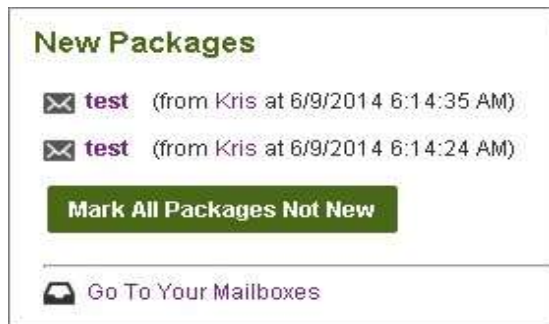 New Packages
test (from Kris at 6/9/2014 6:14:35 AM)
test (from Kris at 6/9/2014 6:14:24 AM)
Mark All Packages Not New
Go To Your Mailboxes